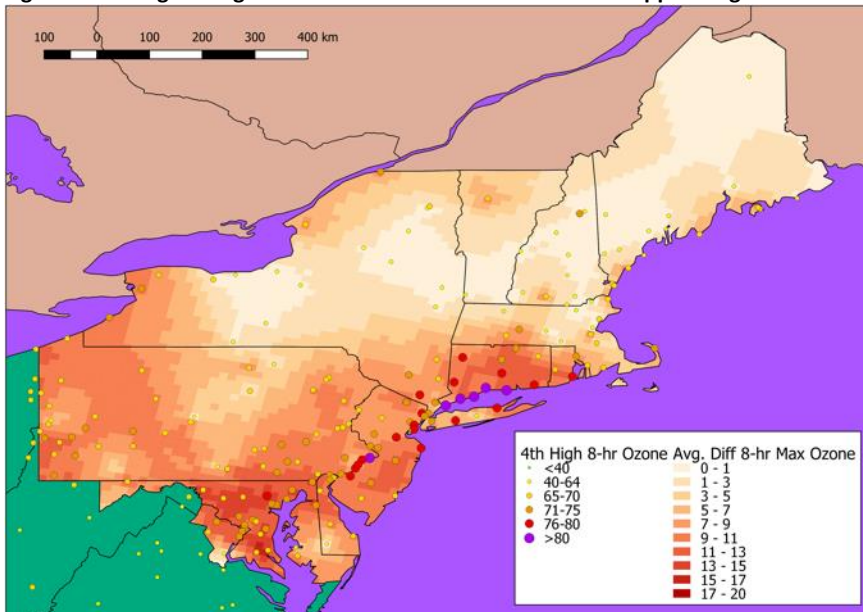 100 0 100 200 300 400 km
4th High 8-hr Ozone Avg. Diff 8-hr Max Ozone
<40 0 - 1
40-64 1 - 3
65-70 3 - 5
71-75 5 - 7
76-80 7 - 9
>80 9 - 11
11 - 13
13 - 15
15 - 17
17 - 20